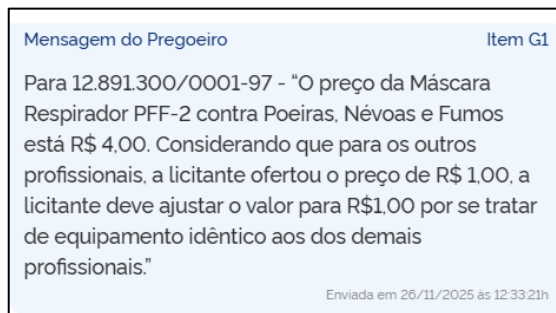 Mensagem do Pregoeiro Item G1
Para 12.891.300/0001-97 - “O preço da Máscara
Respirador PFF-2 contra Poeiras, Névoas e Fumos
está R$ 4,00. Considerando que para os outros
profissionais, a licitante ofertou o preço de R$ 1,00, a
licitante deve ajustar o valor para R$1,00 por se tratar
de equipamento idêntico aos dos demais
profissionais.”
Enviada em 26/11/2025 às 12:33:21h